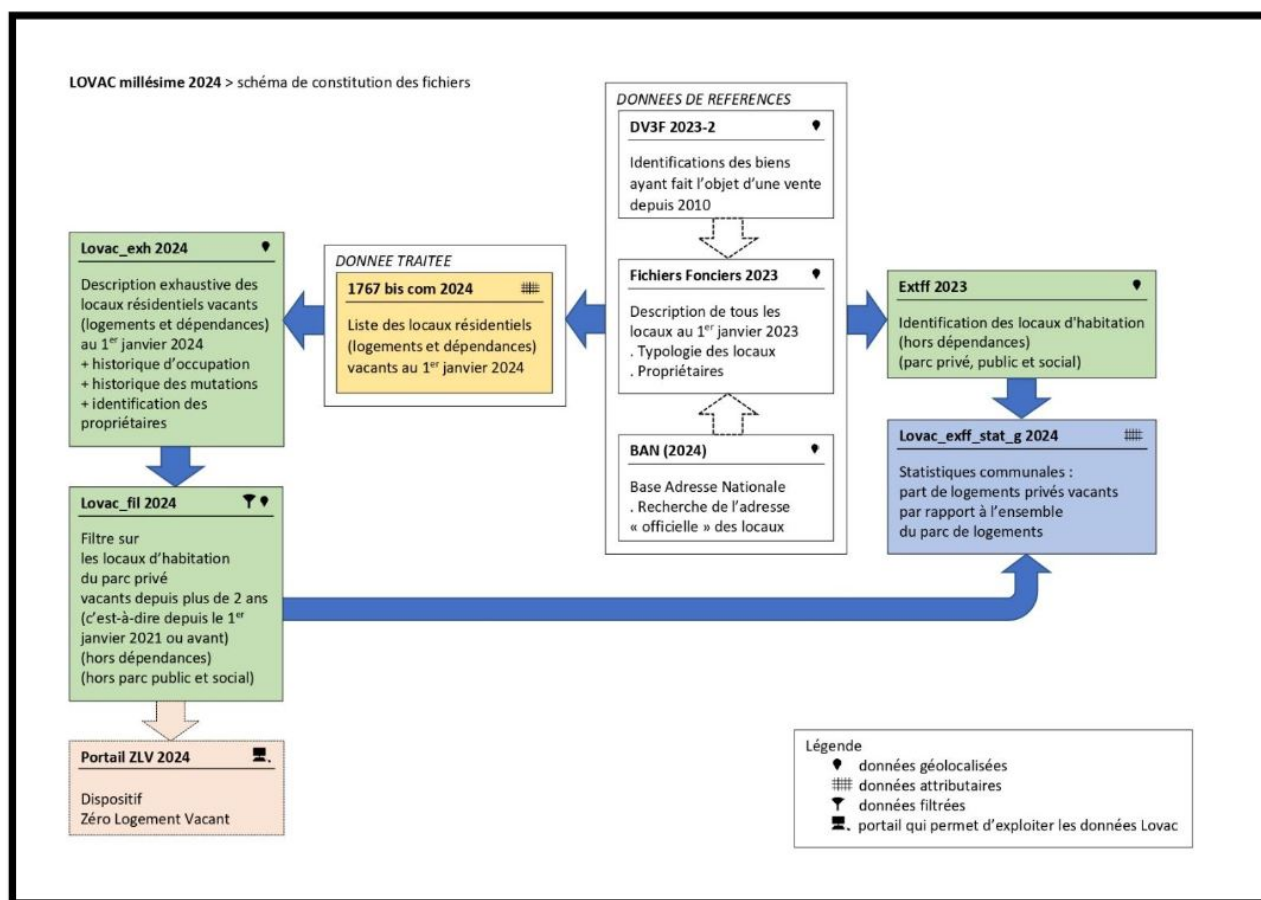 LOVAC millésime 2024 > schéma de constitution des fichiers
DONNEES DE REFERENCES
DV3F 2023-2
Identifications des biens
ayant fait l'objet d'une vente
depuis 2010
Fichiers Fonciers 2023
Description de tous les
locaux au 1er janvier 2023
. Typologie des locaux
. Propriétaires
BAN (2024)
Base Adresse Nationale
. Recherche de l'adresse
« officielle » des locaux
DONNEE TRAITEE
1767 bis com 2024
Liste des locaux résidentiels
(logements et dépendances)
vacants au 1er janvier 2024
Lovac_exh 2024
Description exhaustive des
locaux résidentiels vacants
(logements et dépendances)
au 1er janvier 2024
+ historique d'occupation
+ historique des mutations
+ identification des
propriétaires
Lovac_fil 2024
Filtre sur
les locaux d'habitation
du parc privé
vacants depuis plus de 2 ans
(c'est-à-dire depuis le 1er
janvier 2021 ou avant)
(hors dépendances)
(hors parc public et social)
Portail ZLV 2024
Dispositif
Zéro Logement Vacant
Extff 2023
Identification des locaux d'habitation
(hors dépendances)
(parc privé, public et social)
Lovac_exff_stat_g 2024
Statistiques communales :
part de logements privés vacants
par rapport à l'ensemble
du parc de logements
Légende
données géolocalisées
données attributaires
données filtrées
portail qui permet d'exploiter les données Lovac